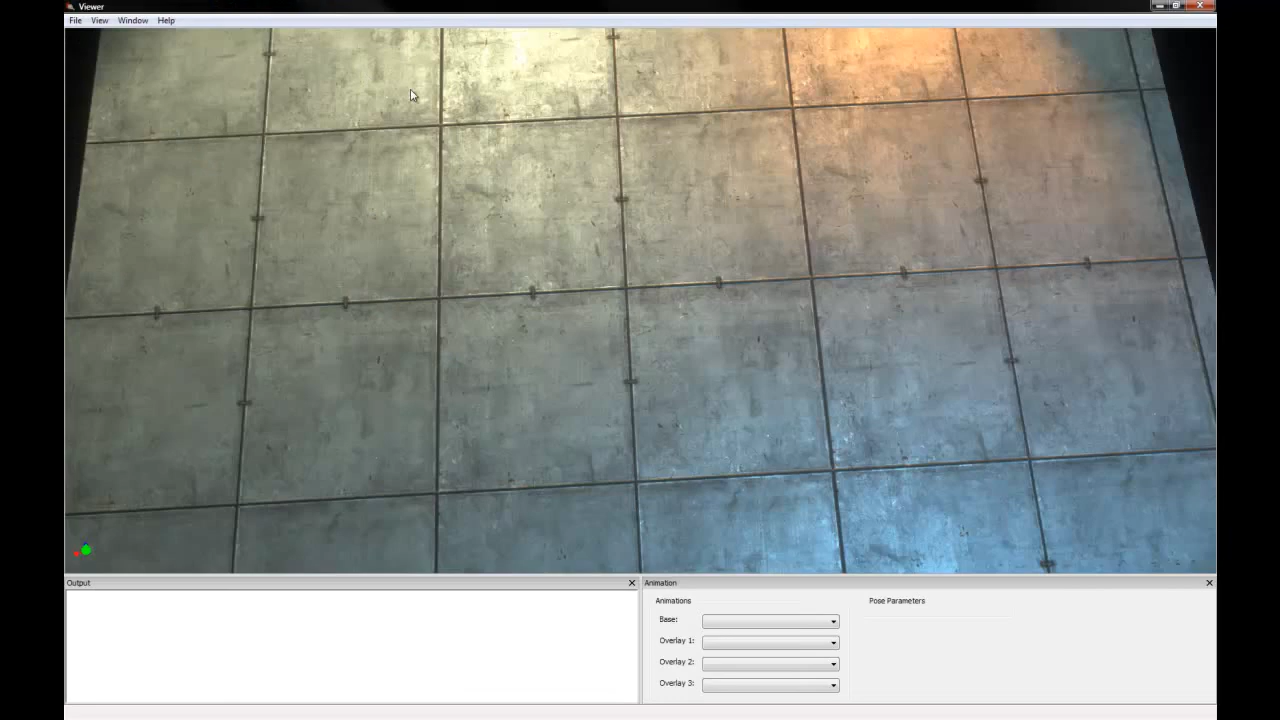 Viewer
File View Window Help
Output
Animation
Animations
Pose Parameters
Base:
Overlay 1:
Overlay 2:
Overlay 3: